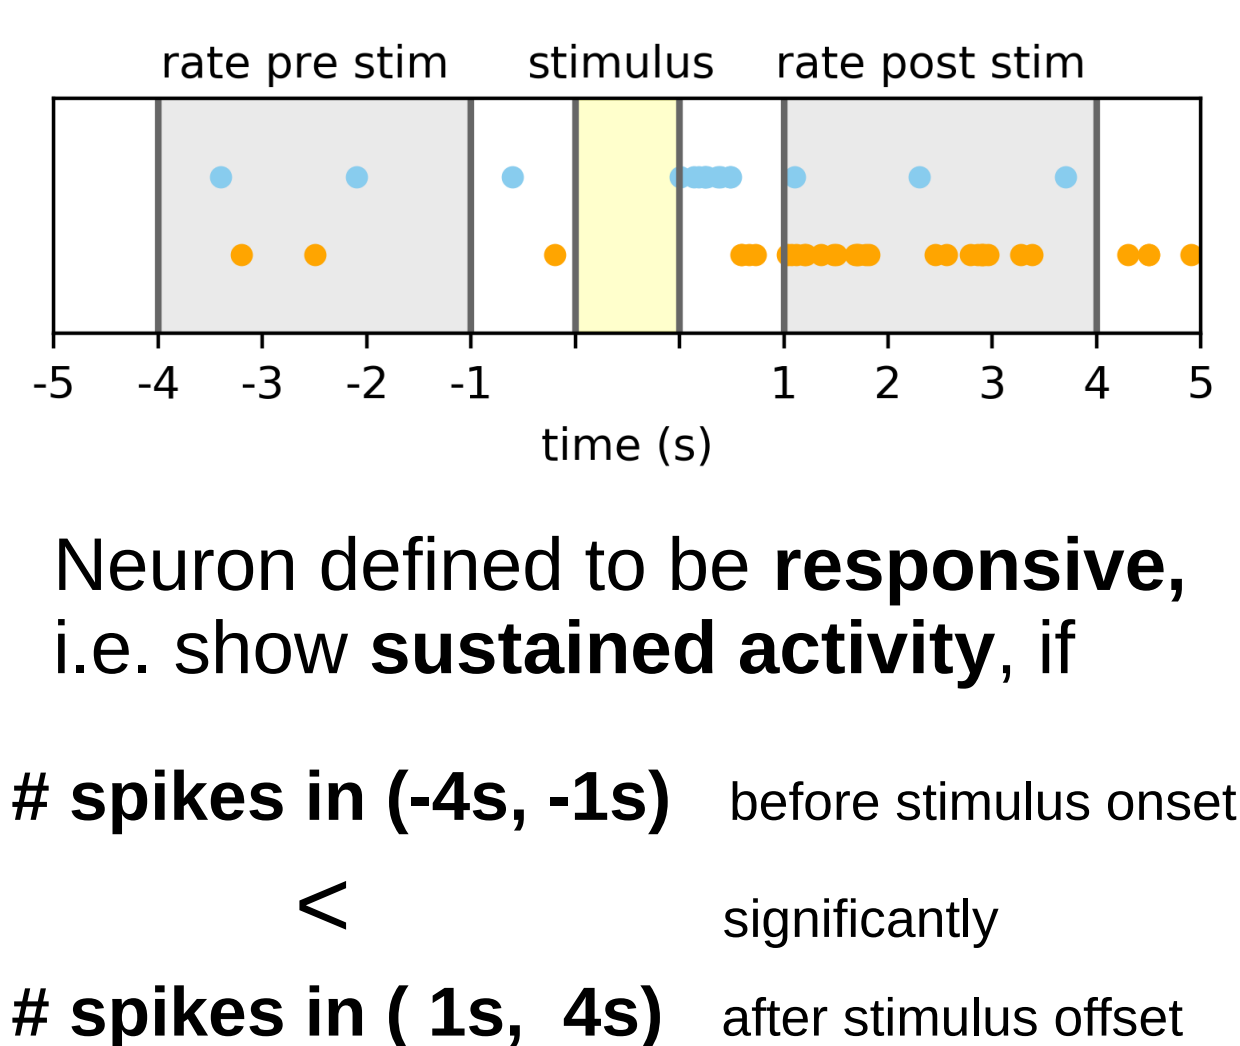 rate pre stim stimulus rate post stim
-5 -4 -3 -2 -1 1 2 3 4 5
time (s)
Neuron defined to be responsive,
i.e. show sustained activity, if
# spikes in (-4s, -1s) before stimulus onset
< significantly
# spikes in ( 1s, 4s) after stimulus offset